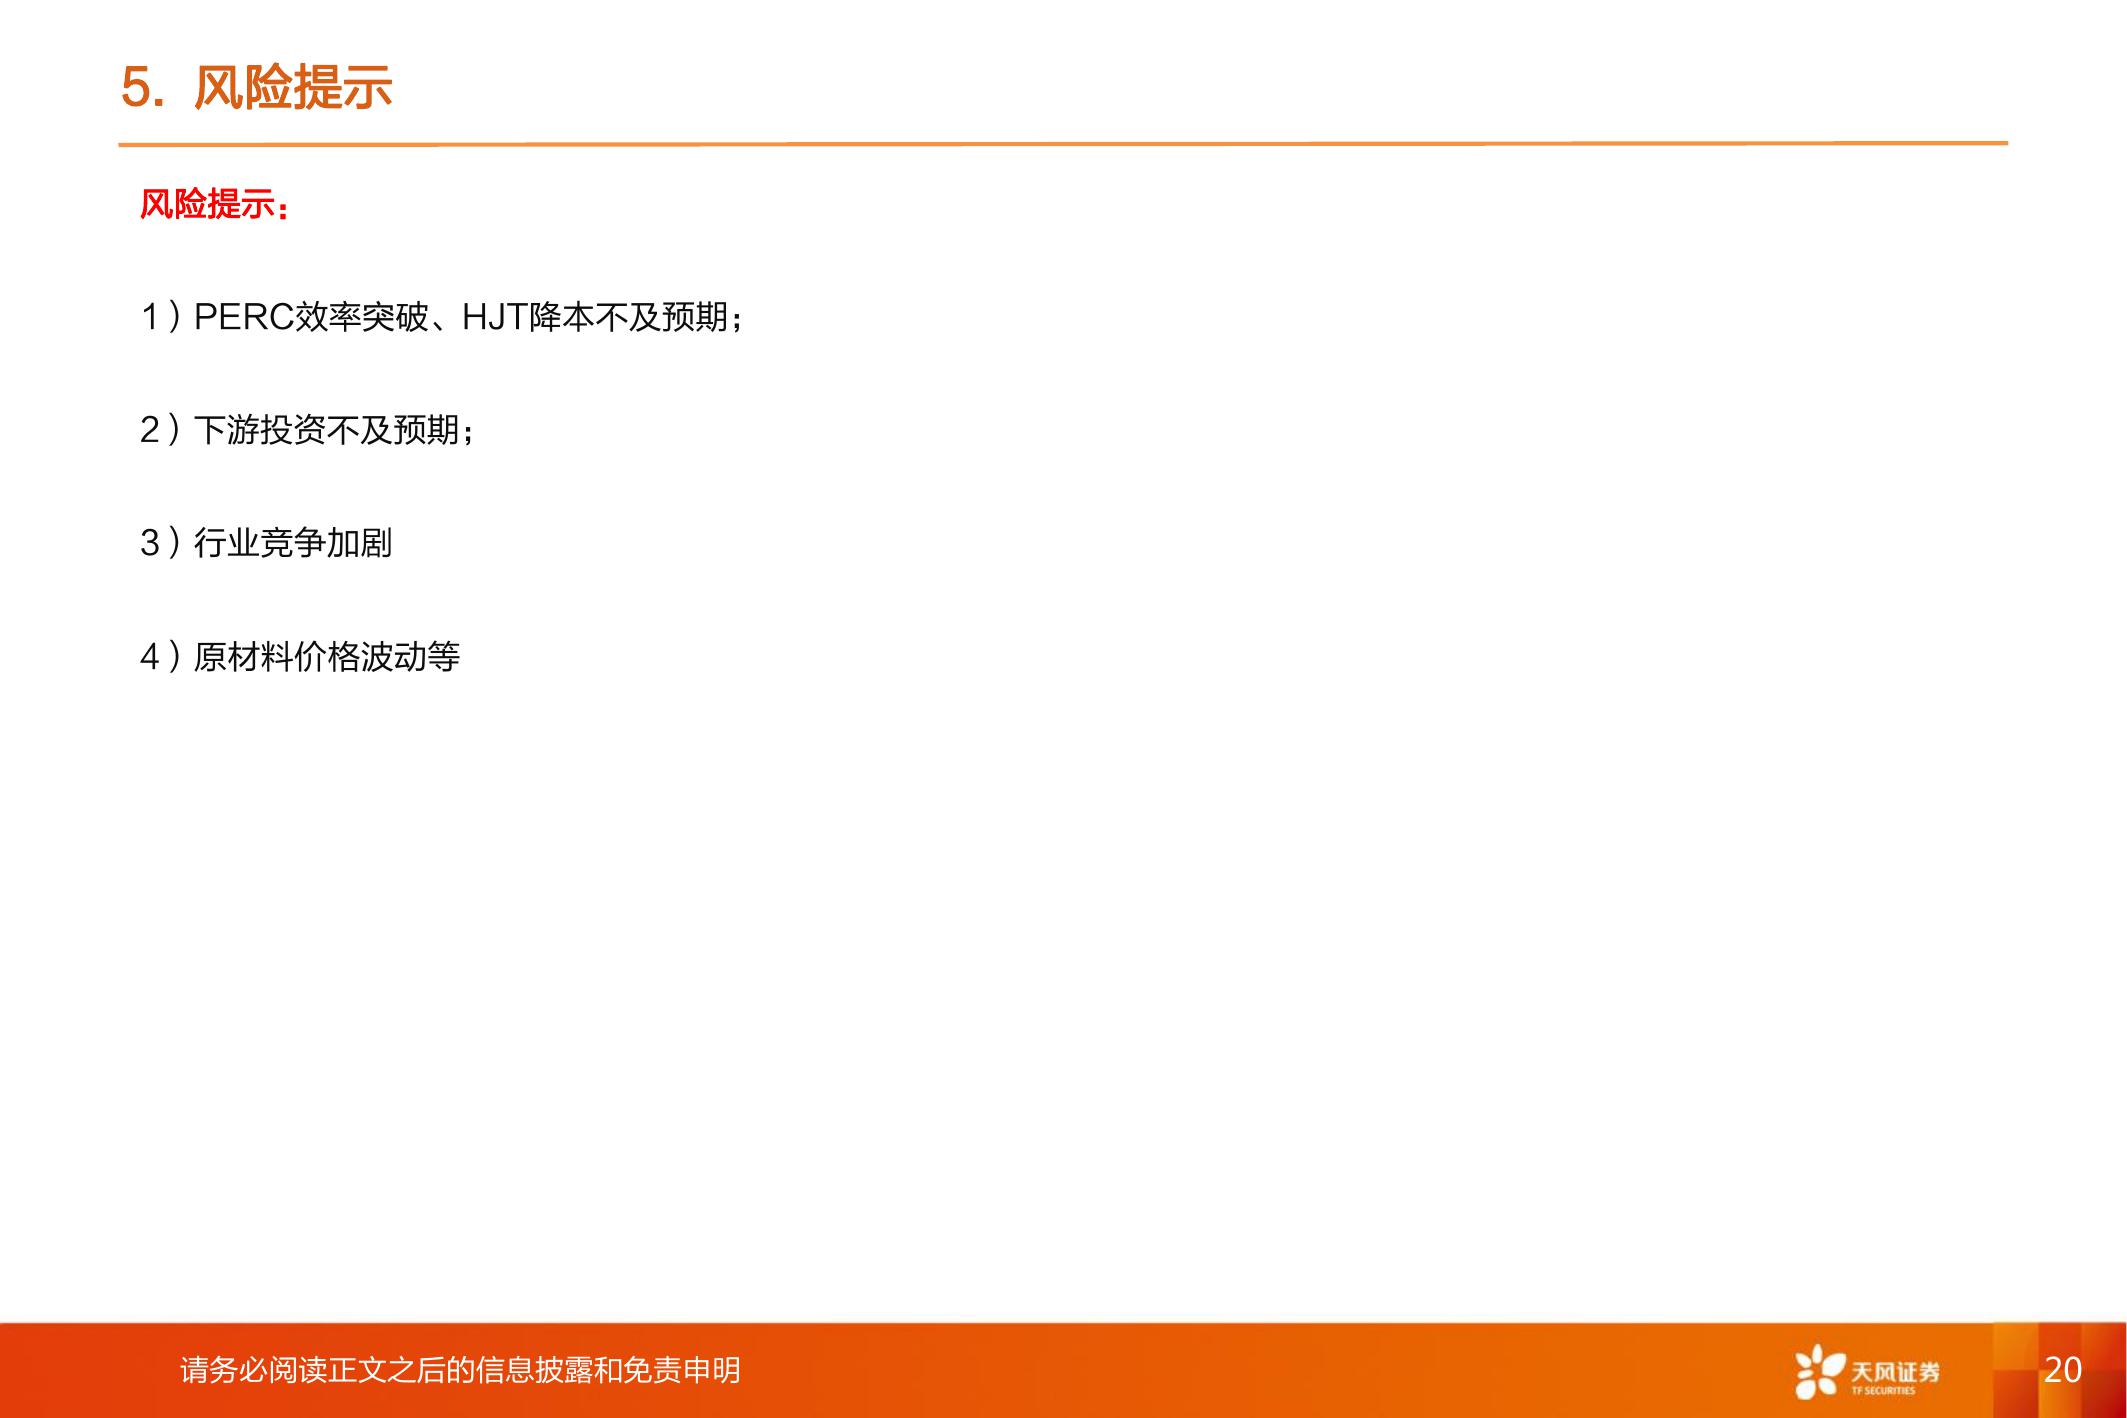 5. 风险提示
风险提示：
1）PERC效率突破、HJT降本不及预期；
2）下游投资不及预期；
3）行业竞争加剧
4）原材料价格波动等
请务必阅读正文之后的信息披露和免责申明
天风证券
TF SECURITIES
20